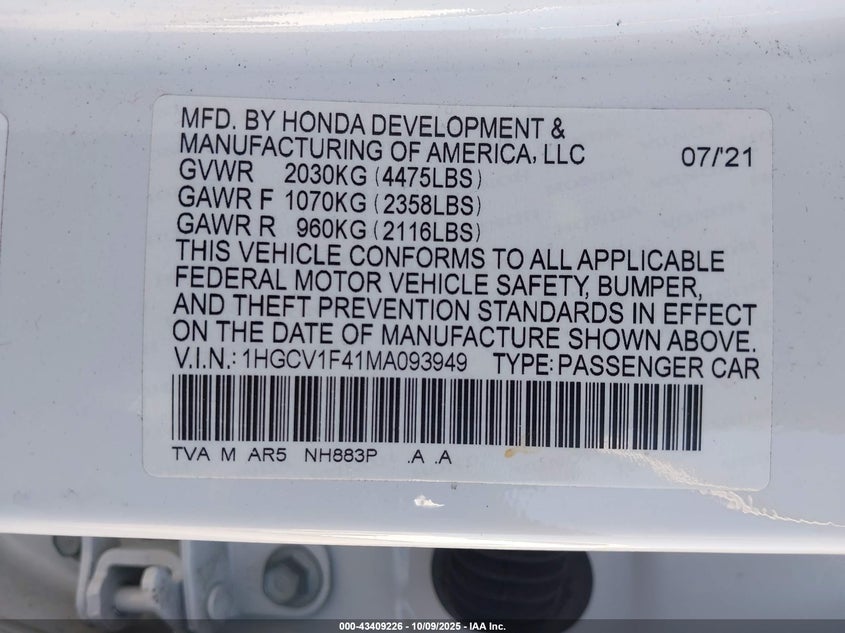 MFD. BY HONDA DEVELOPMENT &
MANUFACTURING OF AMERICA, LLC 07/'21
GVWR 2030KG (4475LBS)
GAWR F 1070KG (2358LBS)
GAWR R 960KG (2116LBS)
THIS VEHICLE CONFORMS TO ALL APPLICABLE
FEDERAL MOTOR VEHICLE SAFETY, BUMPER,
AND THEFT PREVENTION STANDARDS IN EFFECT
ON THE DATE OF MANUFACTURE SHOWN ABOVE.
V.I.N.: 1HGCV1F41MA093949 TYPE: PASSENGER CAR
TVA M AR5 NH883P .A .A
000-43409226 - 10/09/2025 - IAA Inc.